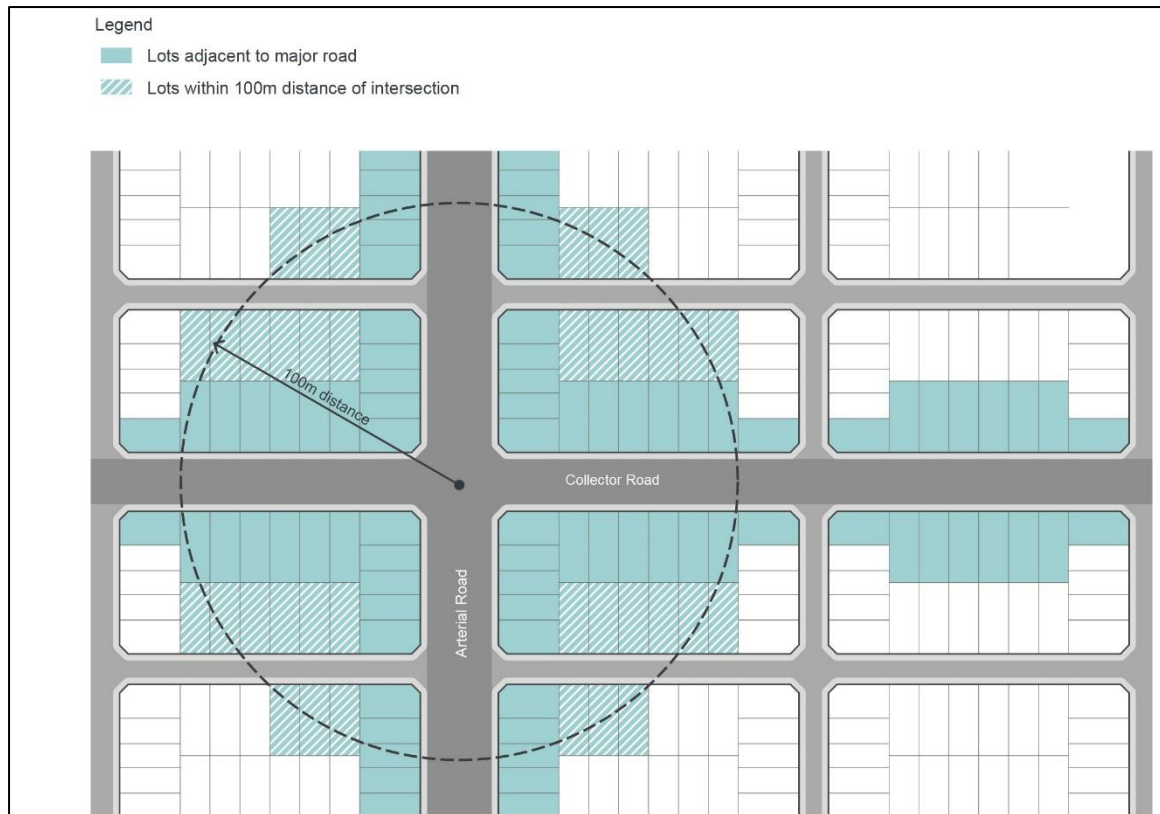 Legend
Lots adjacent to major road
Lots within 100m distance of intersection
100m distance
Collector Road
Arterial Road